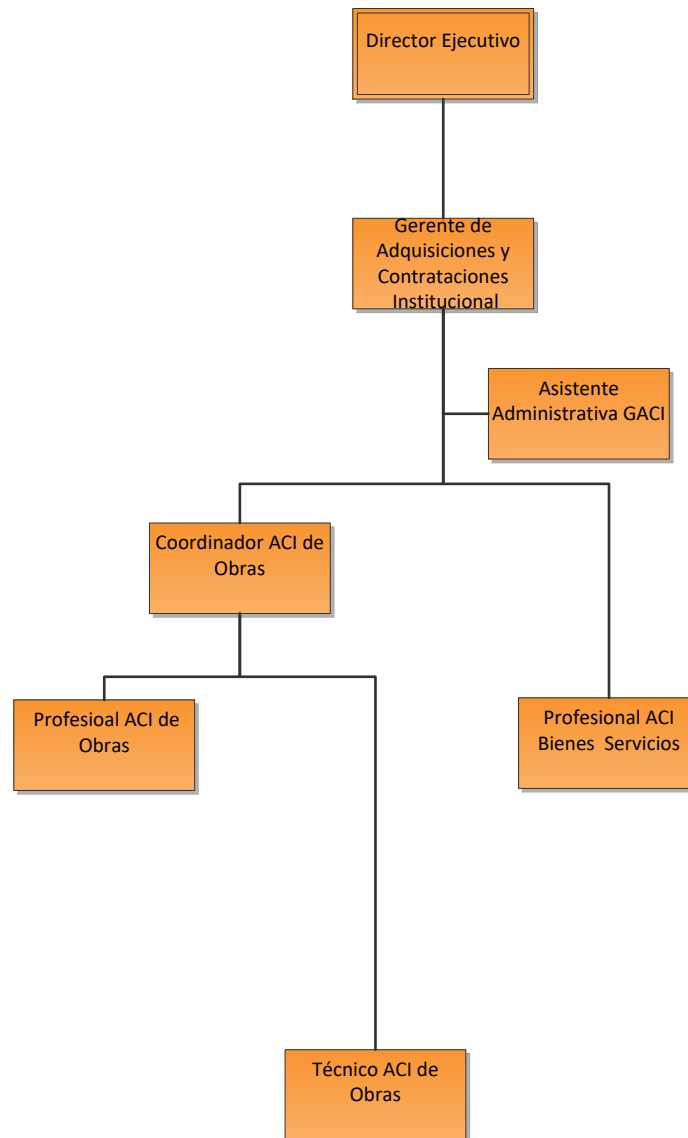 Director Ejecutivo
Gerente de
Adquisiciones y
Contrataciones
Institucional
Asistente
Administrativa GACI
Coordinador ACI de
Obras
Profesioal ACI de
Obras
Profesional ACI
Bienes Servicios
Técnico ACI de
Obras